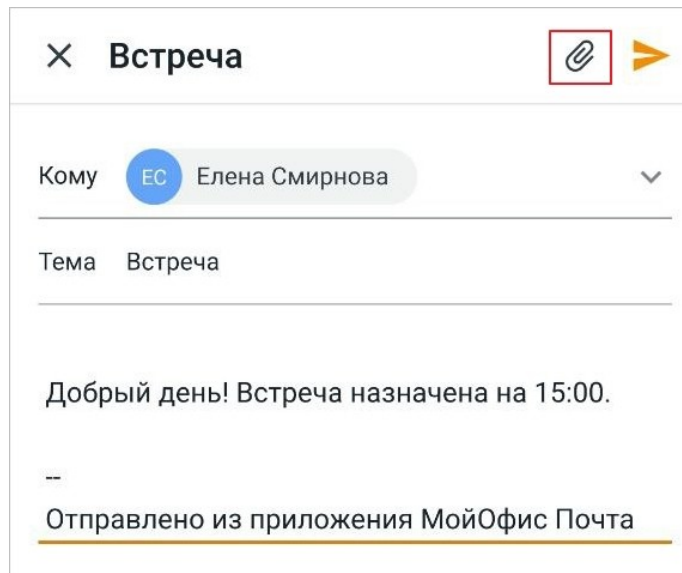 Встреча
Кому ЕС Елена Смирнова
Тема Встреча
Добрый день! Встреча назначена на 15:00.
--
Отправлено из приложения МойОфис Почта